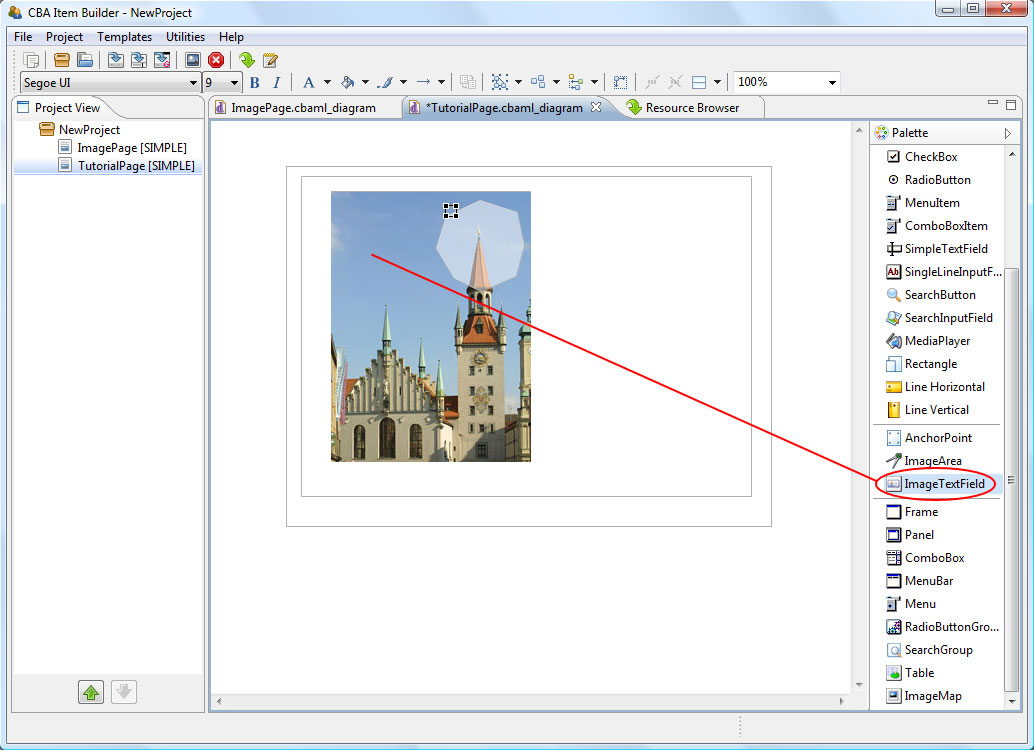 CBA Item Builder - NewProject
File Project Templates Utilities Help
Segoe UI 9 B I A 100%
Project View
ImagePage.cbaml_diagram *TutorialPage.cbaml_diagram Resource Browser
NewProject
ImagePage [SIMPLE]
TutorialPage [SIMPLE]
Palette
CheckBox
RadioButton
MenuItem
ComboBoxItem
SimpleTextField
Ab SingleLineInputF...
SearchButton
SearchInputField
MediaPlayer
Rectangle
Line Horizontal
Line Vertical
AnchorPoint
ImageArea
ImageTextField
Frame
Panel
ComboBox
MenuBar
Menu
RadioButtonGro...
SearchGroup
Table
ImageMap